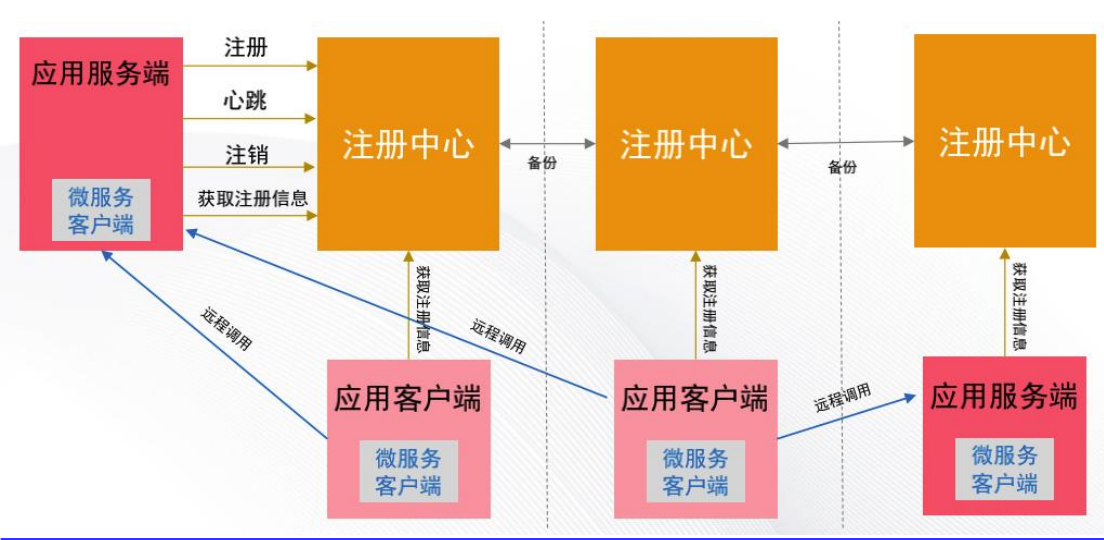 应用服务端
注册
心跳
注销
获取注册信息
微服务
客户端
注册中心
备份
注册中心
备份
注册中心
远程调用
获取注册信息
远程调用
获取注册信息
远程调用
获取注册信息
应用客户端
微服务
客户端
应用客户端
微服务
客户端
应用服务端
微服务
客户端